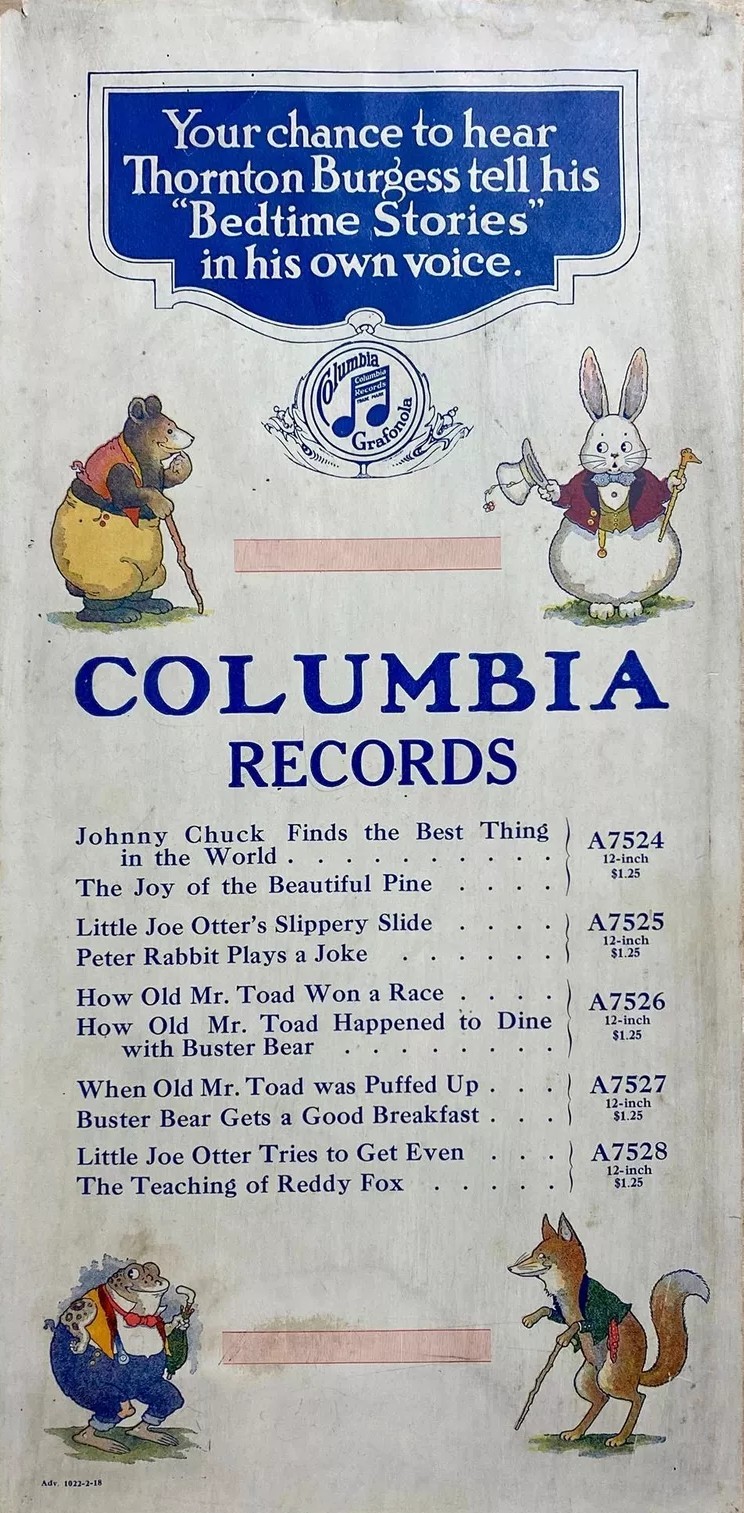 Your chance to hear
Thornton Burgess tell his
"Bedtime Stories"
in his own voice.
Columbia
Columbia
Records
TRADE MARK
Grafonola
COLUMBIA
RECORDS
Johnny Chuck Finds the Best Thing
in the World . . . . . . . . . .
A7524
12-inch
$1.25
The Joy of the Beautiful Pine . . . .
Little Joe Otter's Slippery Slide . . . .
A7525
12-inch
$1.25
Peter Rabbit Plays a Joke . . . . . .
How Old Mr. Toad Won a Race . . . .
A7526
12-inch
$1.25
How Old Mr. Toad Happened to Dine
with Buster Bear . . . . . . . .
When Old Mr. Toad was Puffed Up . . .
A7527
12-inch
$1.25
Buster Bear Gets a Good Breakfast . . .
Little Joe Otter Tries to Get Even . . .
A7528
12-inch
$1.25
The Teaching of Reddy Fox . . . . .
Adv. 1022-2-18